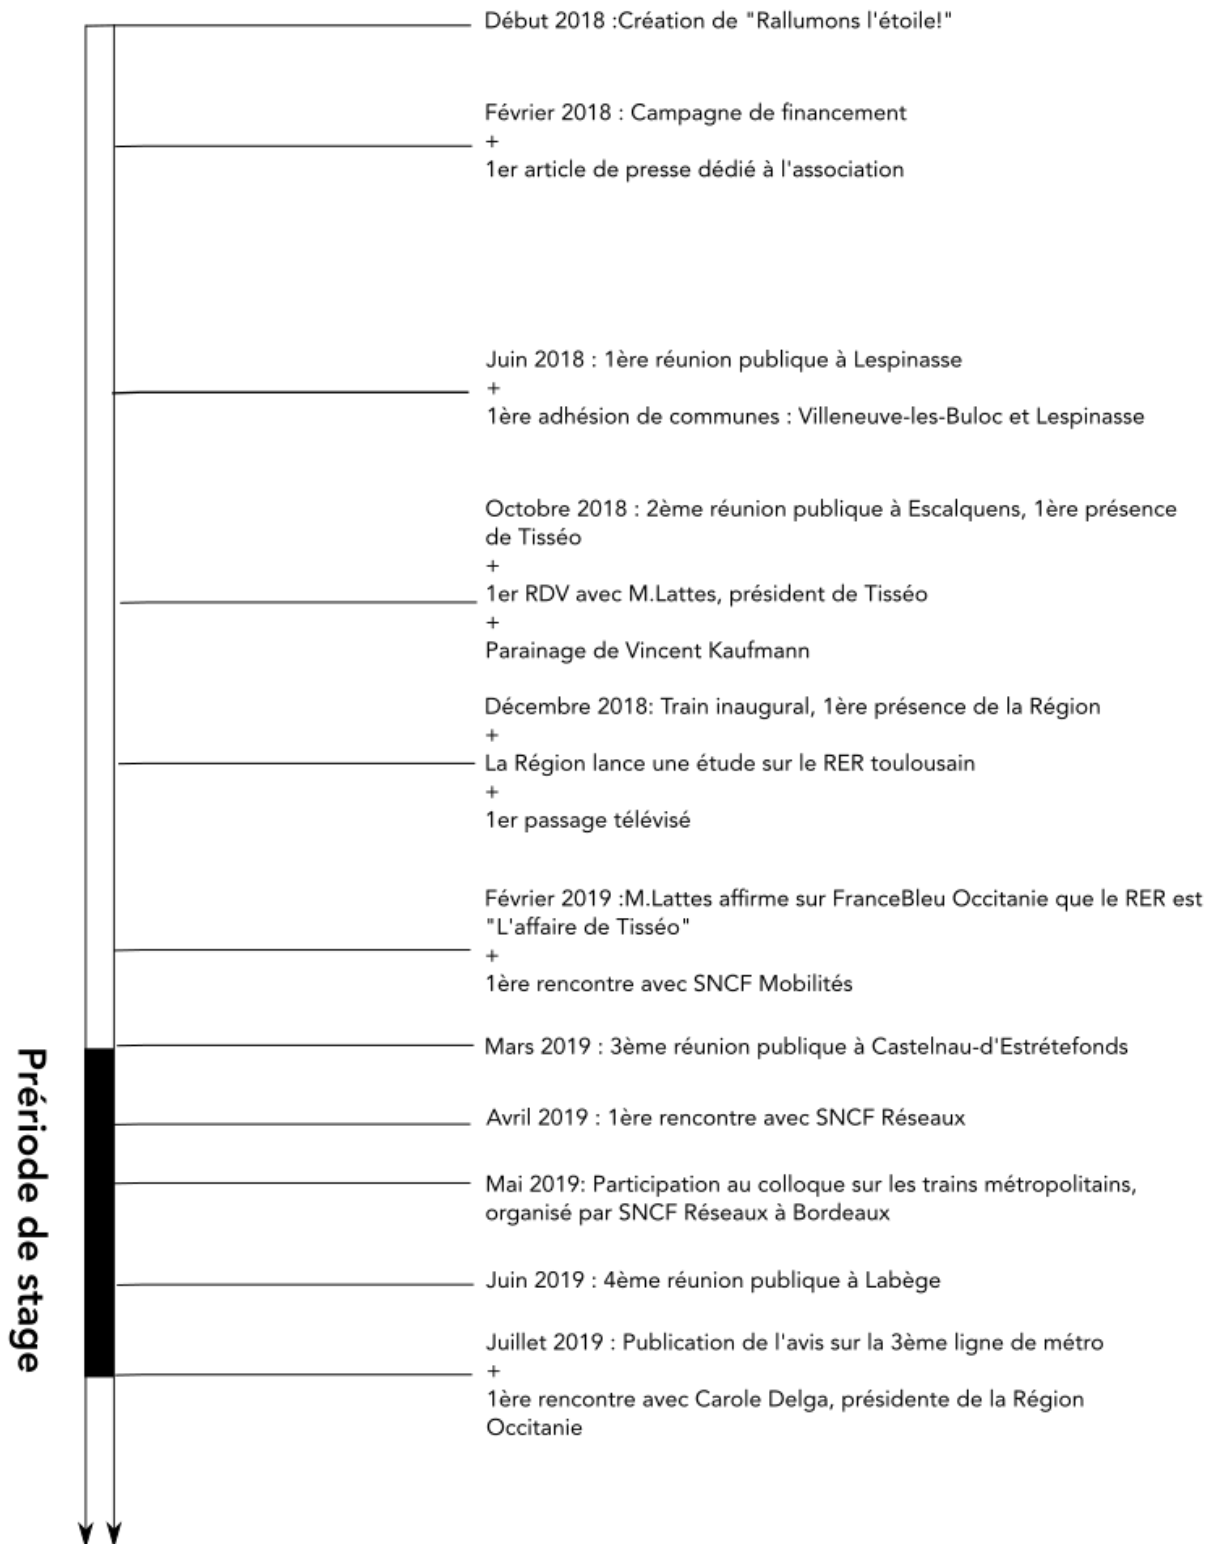 Début 2018 :Création de "Rallumons l'étoile!"
Février 2018 : Campagne de financement
+
1er article de presse dédié à l'association
Juin 2018 : 1ère réunion publique à Lespinasse
+
1ère adhésion de communes : Villeneuve-les-Buloc et Lespinasse
Octobre 2018 : 2ème réunion publique à Escalquens, 1ère présence
de Tisséo
+
1er RDV avec M.Lattes, président de Tisséo
+
Parainage de Vincent Kaufmann
Décembre 2018: Train inaugural, 1ère présence de la Région
+
La Région lance une étude sur le RER toulousain
+
1er passage télévisé
Février 2019 :M.Lattes affirme sur FranceBleu Occitanie que le RER est
"L'affaire de Tisséo"
+
1ère rencontre avec SNCF Mobilités
Mars 2019 : 3ème réunion publique à Castelnau-d'Estrétefonds
Avril 2019 : 1ère rencontre avec SNCF Réseaux
Mai 2019: Participation au colloque sur les trains métropolitains,
organisé par SNCF Réseaux à Bordeaux
Juin 2019 : 4ème réunion publique à Labège
Juillet 2019 : Publication de l'avis sur la 3ème ligne de métro
+
1ère rencontre avec Carole Delga, présidente de la Région
Occitanie
Prériode de stage